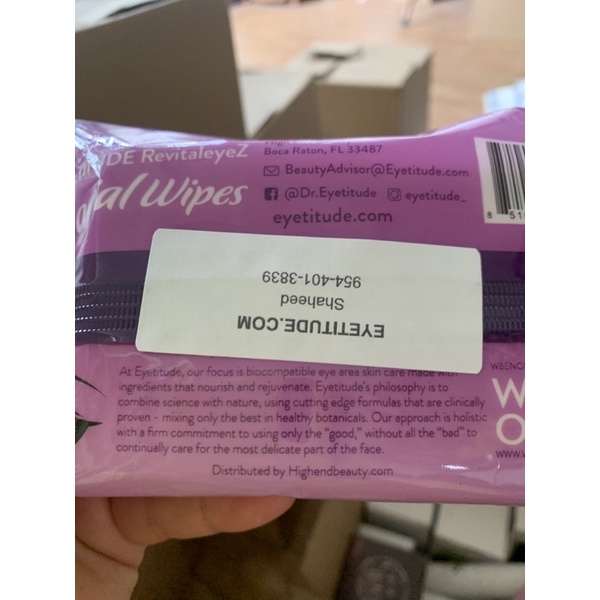 RevitaleyeZ
Wipes
Boca Raton, FL 33487
BeautyAdvisor@Eyetitude.com
@Dr.Eyetitude eyetitude_
eyetitude.com
8
EYETITUDE.COM
Shaheed
954-401-3839
At Eyetitude, our focus is biocompatible eye area skin care made with
ingredients that nourish and rejuvenate. Eyetitude's philosophy is to
combine science with nature, using cutting edge formulas that are clinically
proven - mixing only the best in healthy botanicals. Our approach is holistic
with a firm commitment to using only the "good," without all the "bad" to
continually care for the most delicate part of the face.
Distributed by Highendbeauty.com